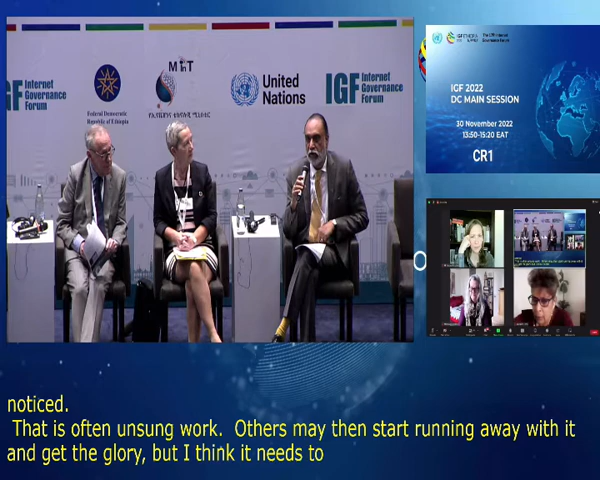 GF Internet
Governance
Forum
Federal Democratic
Republic of Ethiopia
United
Nations
IGF Internet
Governance
Forum
IGF 2022
DC MAIN SESSION
30 November 2022
13:50-15:20 EAT
CR1
noticed.
That is often unsung work.  Others may then start running away with it
and get the glory, but I think it needs to